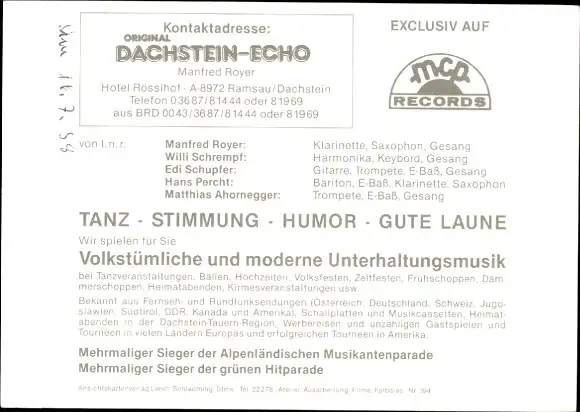 Kontaktadresse:
ORIGINAL
DACHSTEIN-ECHO
Manfred Royer
Hotel Rösslhof - A-8972 Ramsau/Dachstein
Telefon 03687/81444 oder 81969
aus BRD 0043/3687/81444 oder 81969
EXCLUSIV AUF
mcp
RECORDS
von l.n.r.
Manfred Royer: Klarinette, Saxophon, Gesang
Willi Schrempf: Harmonika, Keybord, Gesang
Edi Schupfer: Gitarre, Trompete, E-Baß, Gesang
Hans Percht: Bariton, E-Baß, Klarinette, Saxophon
Matthias Ahornegger: Trompete, E-Baß, Gesang
TANZ - STIMMUNG - HUMOR - GUTE LAUNE
Wir spielen für Sie
Volkstümliche und moderne Unterhaltungsmusik
bei Tanzveranstaltungen, Bällen, Hochzeiten, Volksfesten, Zeltfesten, Frühschoppen, Däm
merschoppen, Heimatabenden, Kirmesveranstaltungen usw.
Bekannt aus Fernseh- und Rundfunksendungen (Österreich, Deutschland, Schweiz, Jugo-
slawien, Südtirol, DDR, Kanada und Amerika), Schallplatten und Musikcassetten, Heimat-
abenden in der Dachstein-Tauern-Region, Werbereisen und unzähligen Gastspielen und
Tourneen in vielen Ländern Europas und erfolgreichen Tourneen in Amerika.
Mehrmaliger Sieger der Alpenländischen Musikantenparade
Mehrmaliger Sieger der grünen Hitparade
Ansichtskartenverlag Tel. 22278